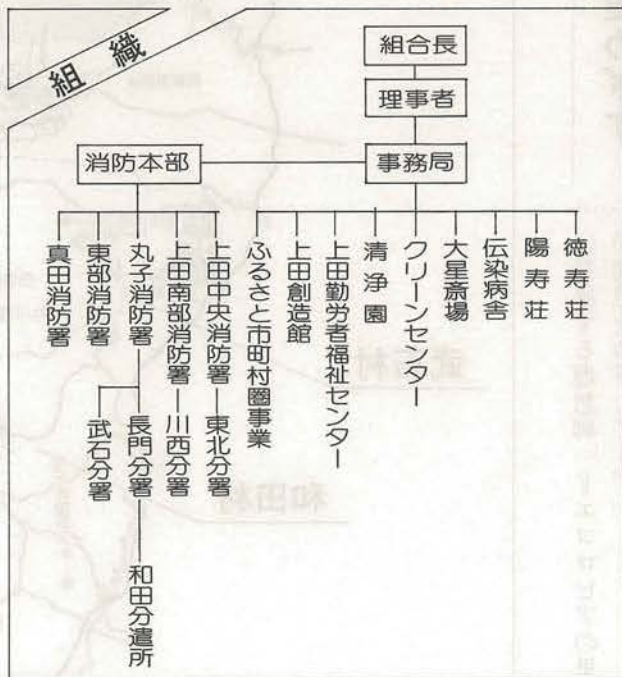 組織
組合長
理事者
事務局
消防本部
徳寿荘
陽寿荘
伝染病舎
大星斎場
クリーンセンター
清浄園
上田勤労者福祉センター
上田創造館
ふるさと市町村圏事業
上田中央消防署
東北分署
上田南部消防署
川西分署
丸子消防署
長門分署
和田分遣所
武石分署
東部消防署
真田消防署
和田村